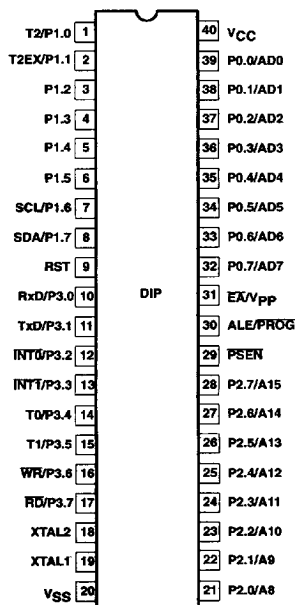 T2/P1.0 1 40 VCC
T2EX/P1.1 2 39 P0.0/AD0
P1.2 3 38 P0.1/AD1
P1.3 4 37 P0.2/AD2
P1.4 5 36 P0.3/AD3
P1.5 6 35 P0.4/AD4
SCL/P1.6 7 34 P0.5/AD5
SDA/P1.7 8 33 P0.6/AD6
RST 9 32 P0.7/AD7
RxD/P3.0 10 DIP 31 E̅A̅/VPP
TxD/P3.1 11 30 ALE/P̅R̅O̅G̅
I̅N̅T̅0̅/P3.2 12 29 P̅S̅E̅N̅
I̅N̅T̅1̅/P3.3 13 28 P2.7/A15
T0/P3.4 14 27 P2.6/A14
T1/P3.5 15 26 P2.5/A13
W̅R̅/P3.6 16 25 P2.4/A12
R̅D̅/P3.7 17 24 P2.3/A11
XTAL2 18 23 P2.2/A10
XTAL1 19 22 P2.1/A9
VSS 20 21 P2.0/A8